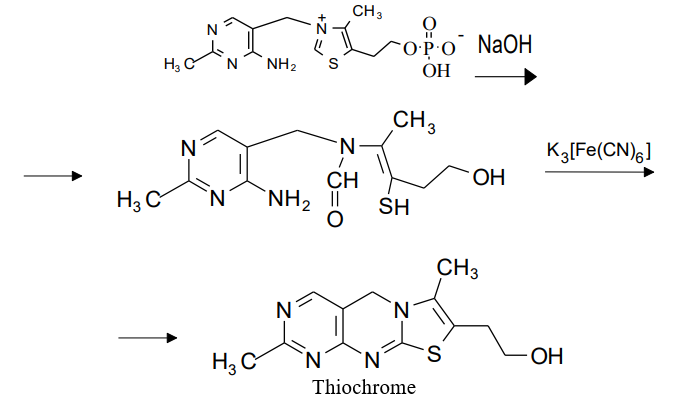 N
N
H3C
NH2
N+
CH3
S
O
O·P·O-
OH
NaOH
N
N
H3C
NH2
N
CH3
CH
O
SH
OH
K3[Fe(CN)6]
N
N
H3C
N
N
CH3
S
OH
Thiochrome